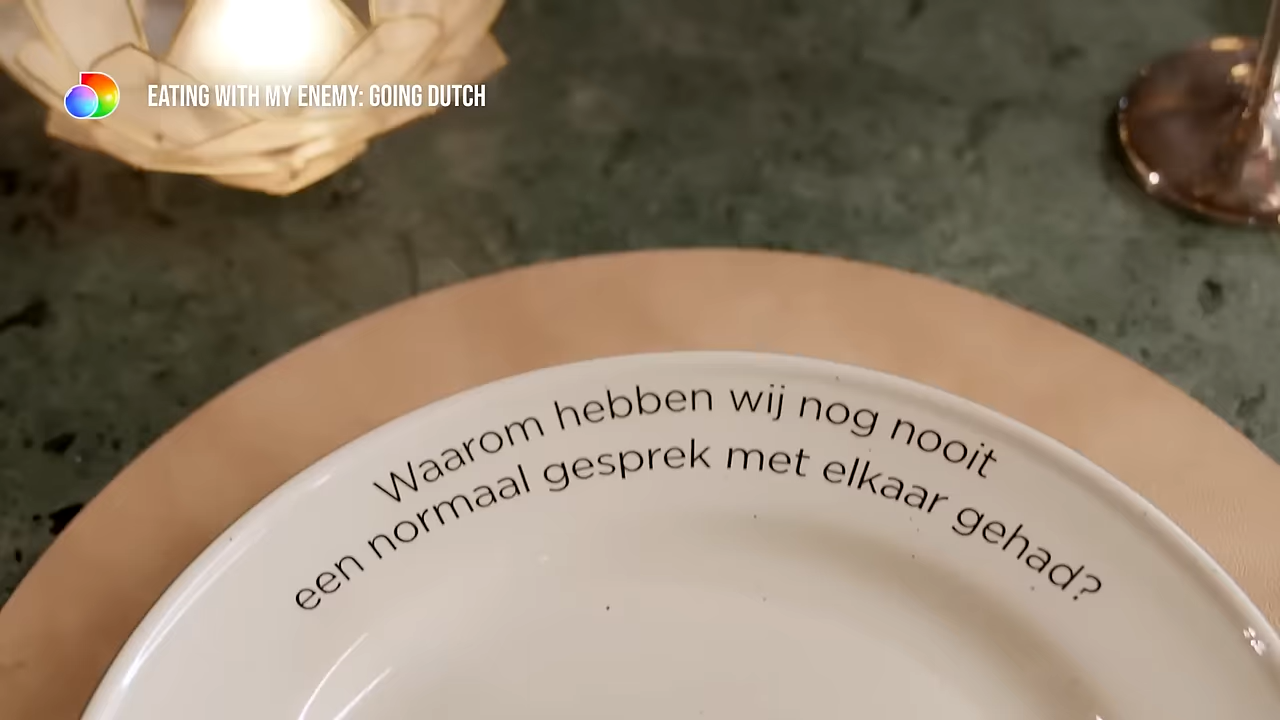 EATING WITH MY ENEMY: GOING DUTCH
Waarom hebben wij nog nooit
een normaal gesprek met elkaar gehad?